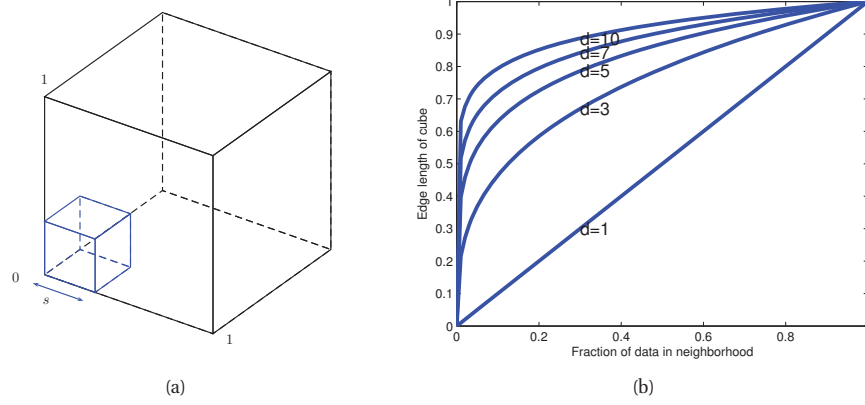 1
0
s
1
(a)
1
0.9
0.8
0.7
0.6
0.5
0.4
0.3
0.2
0.1
0
Edge length of cube
d=10
d=7
d=5
d=3
d=1
0 0.2 0.4 0.6 0.8
Fraction of data in neighborhood
(b)